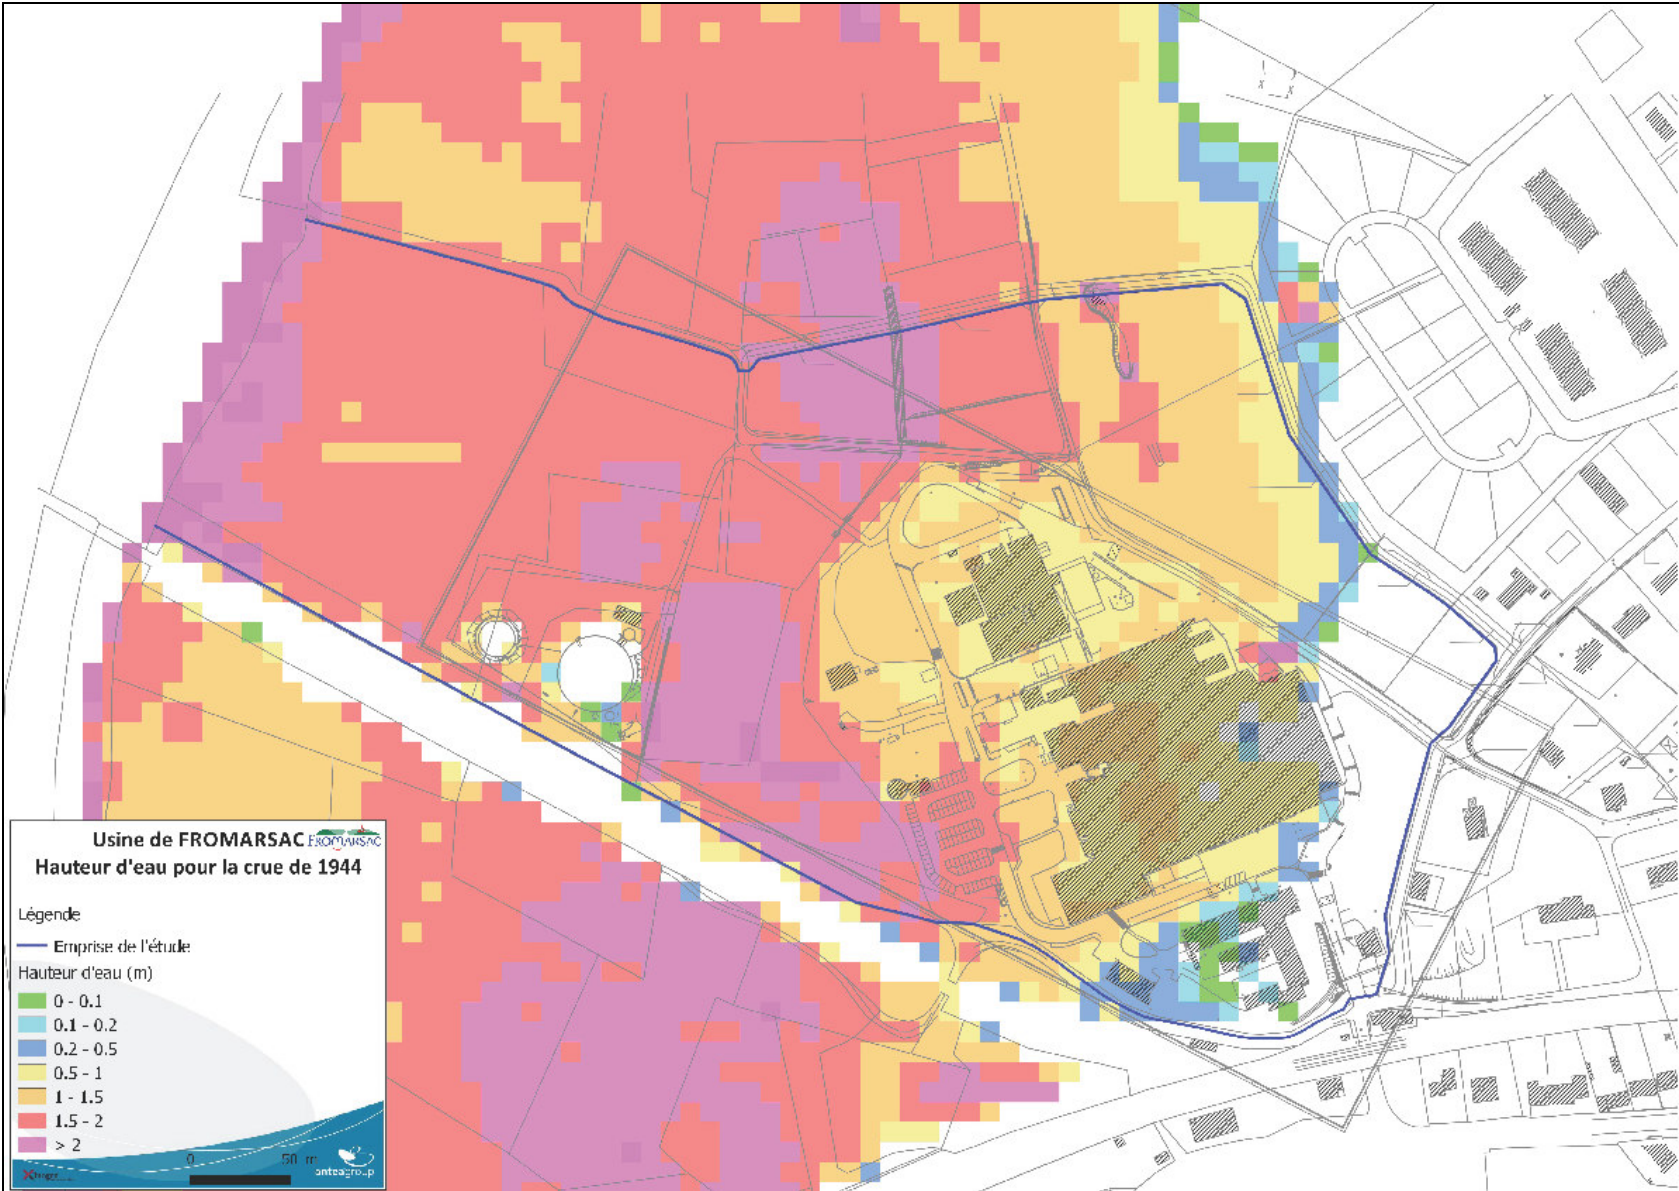 Usine de FROMARSAC FROMARSAC
Hauteur d'eau pour la crue de 1944
Légende
Emprise de l'étude
Hauteur d'eau (m)
0 - 0.1
0.1 - 0.2
0.2 - 0.5
0.5 - 1
1 - 1.5
1.5 - 2
> 2
0 50 m
anteagroup